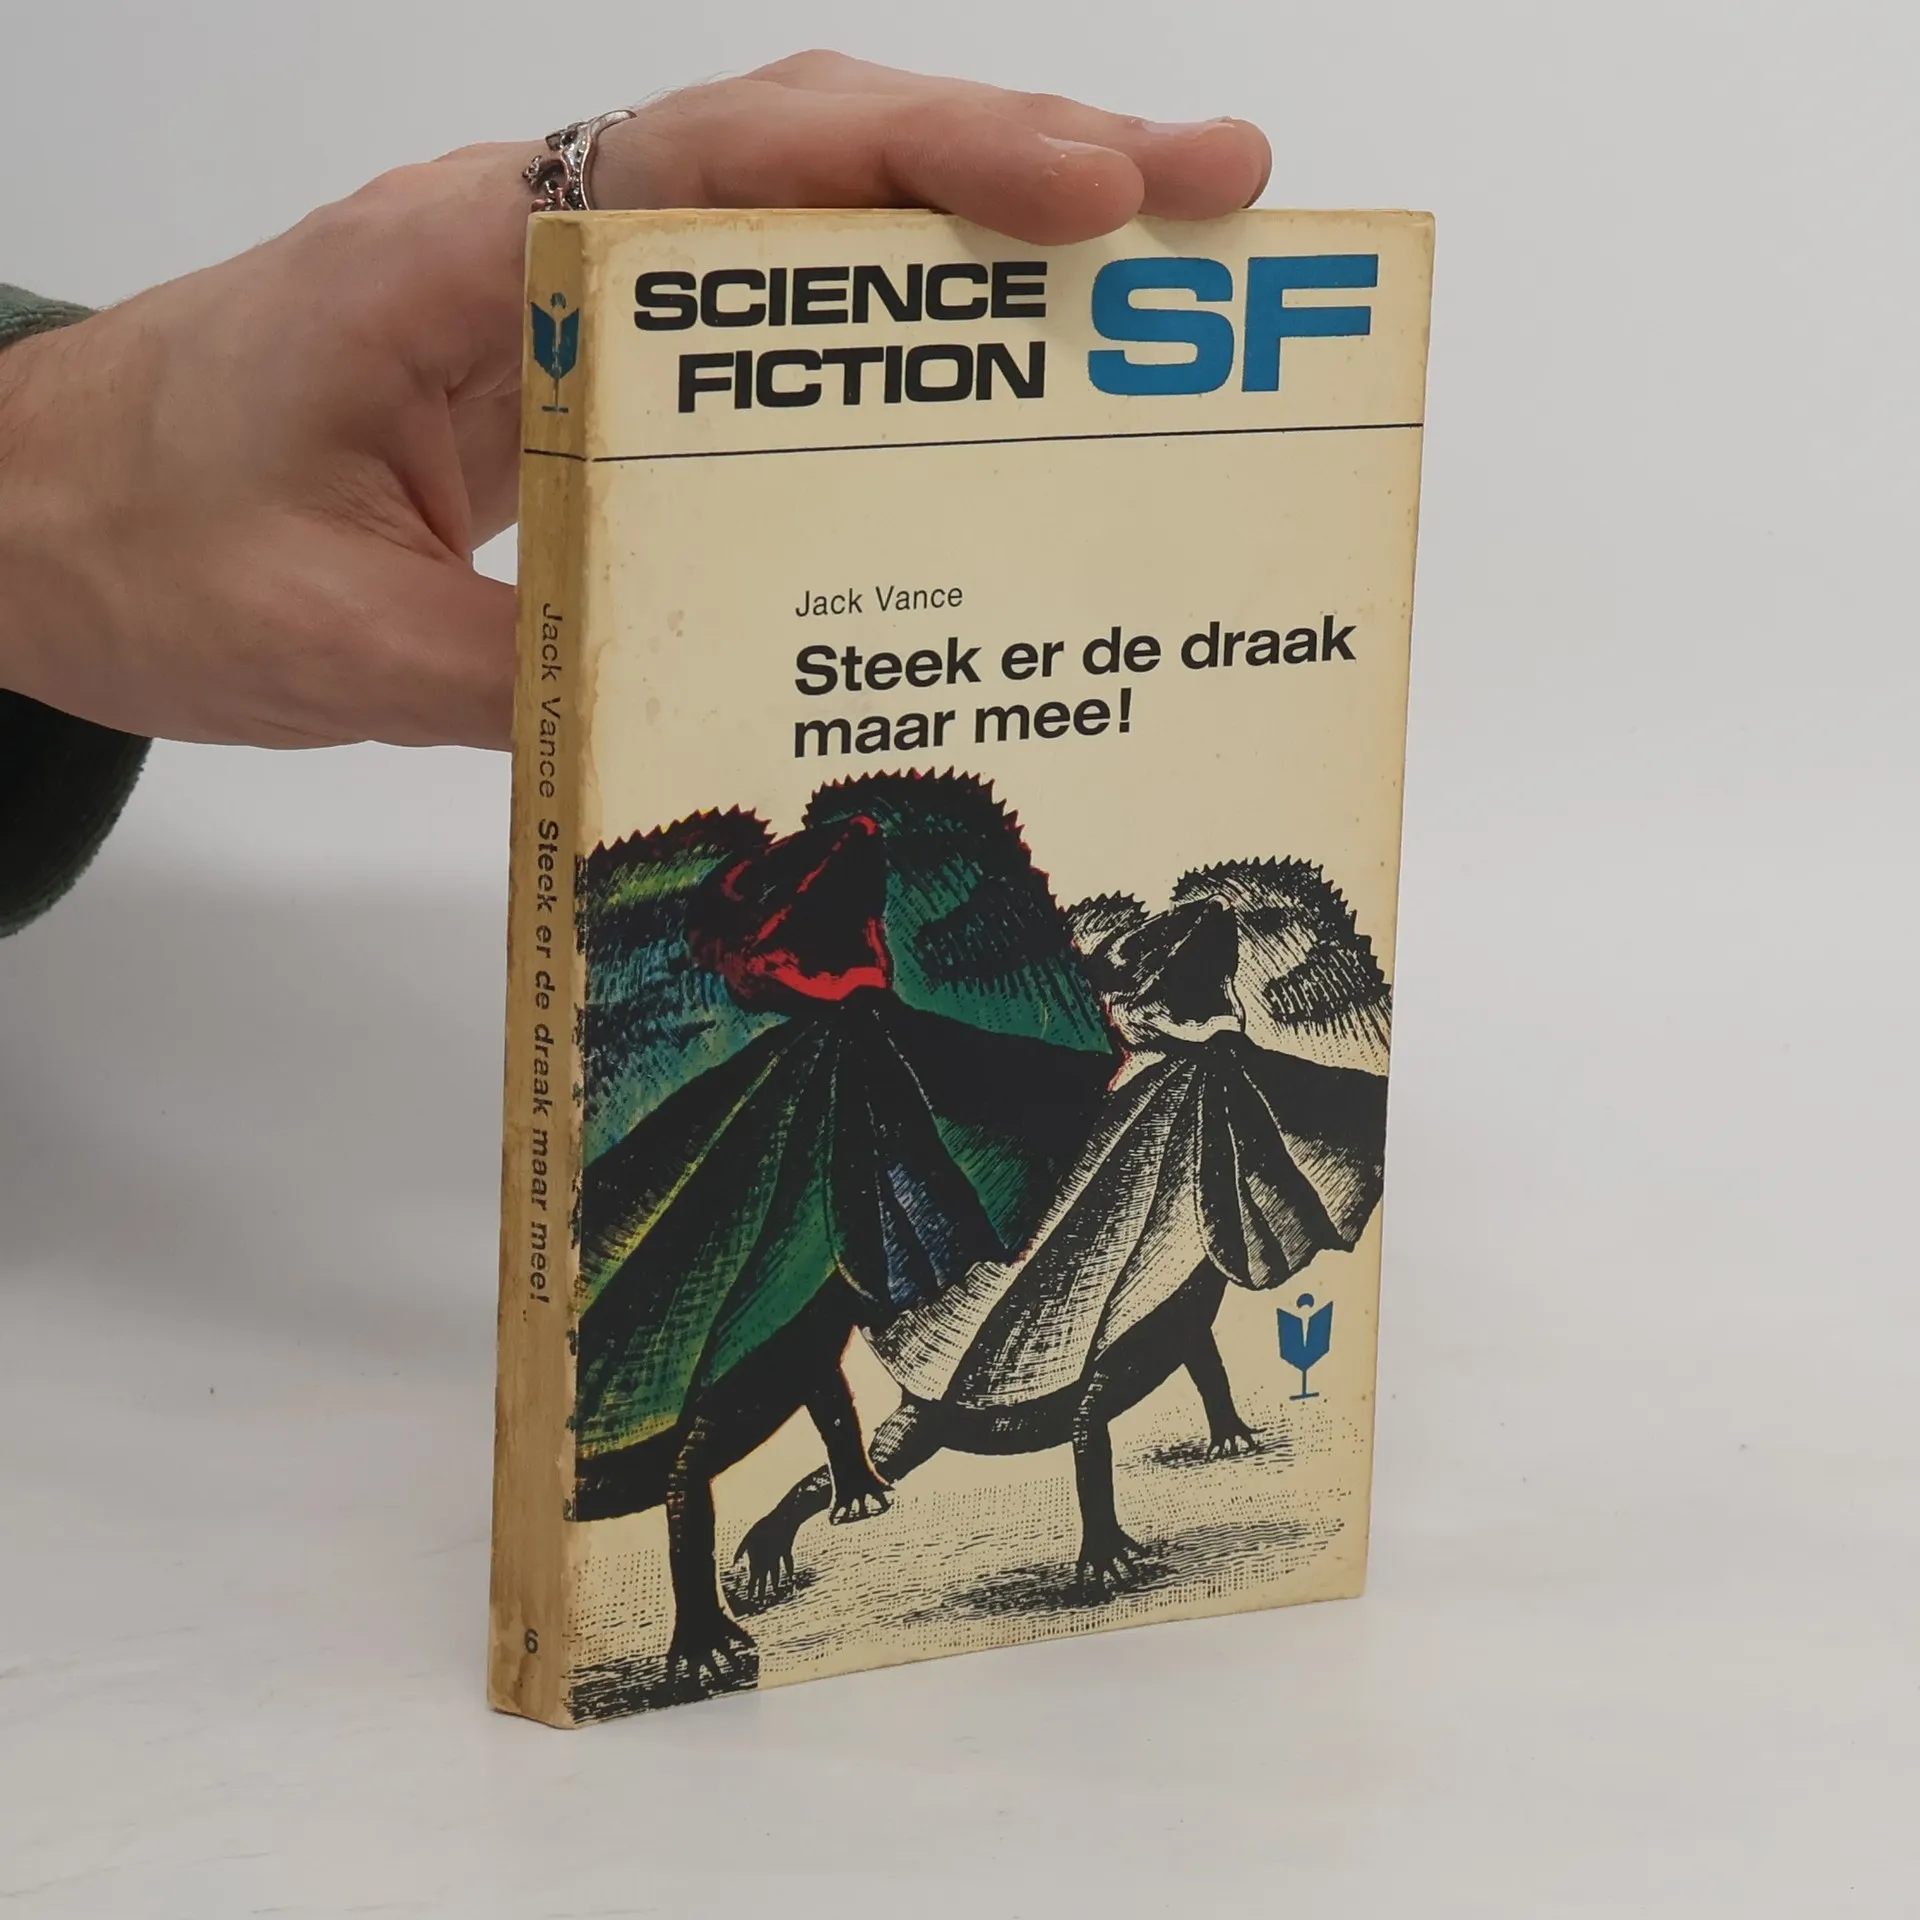 SCIENCE
FICTION
SF
Jack Vance
Steek er de draak
maar mee!
Jack Vance Steek er de draak maar mee!
6